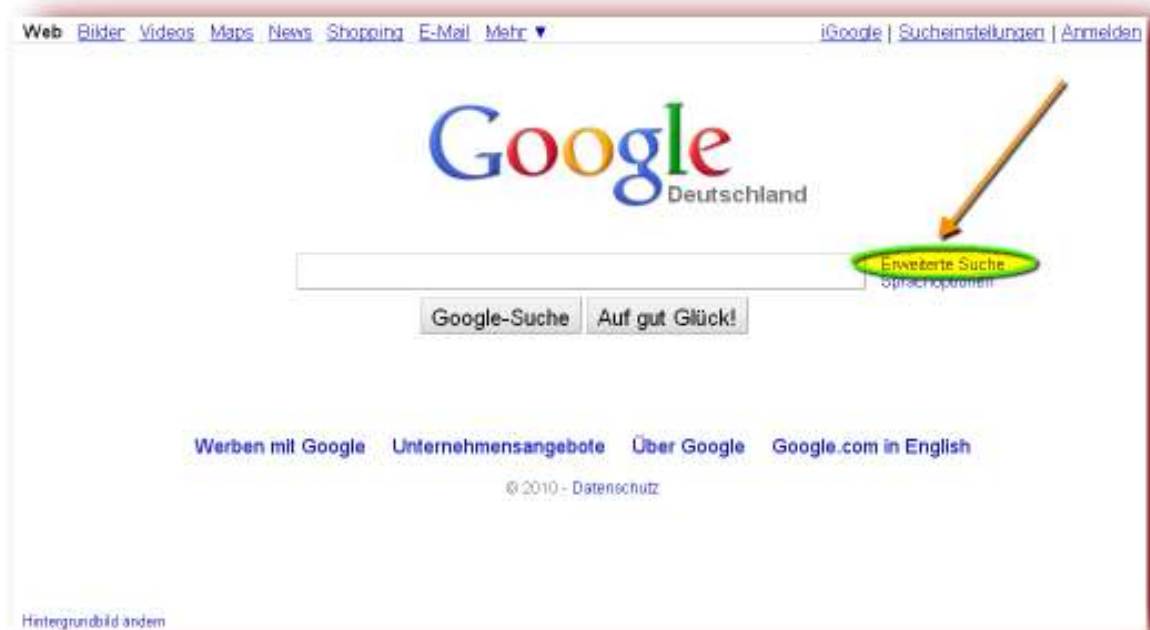 Web Bilder Videos Maps News Shopping E-Mail Mehr ▼ iGoogle | Sucheinstellungen | Anmelden
Google
Deutschland
Erweiterte Suche
Sprachoptionen
Google-Suche Auf gut Glück!
Werben mit Google Unternehmensangebote Über Google Google.com in English
© 2010 - Datenschutz
Hintergrundbild ändern